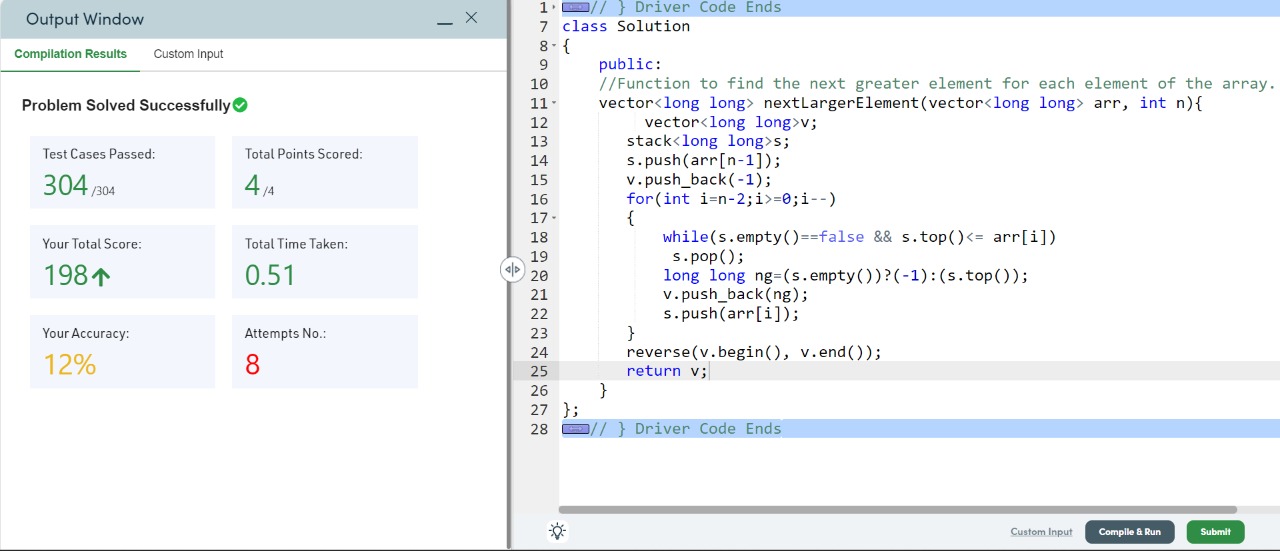 Output Window
Compilation Results
Custom Input
Problem Solved Successfully
Test Cases Passed:
304 /304
Total Points Scored:
4 /4
Your Total Score:
198
Total Time Taken:
0.51
Your Accuracy:
12%
Attempts No.:
8
1 // } Driver Code Ends
7 class Solution
8 {
9 public:
10 //Function to find the next greater element for each element of the array.
11 vector<long long> nextLargerElement(vector<long long> arr, int n){
12 vector<long long>v;
13 stack<long long>s;
14 s.push(arr[n-1]);
15 v.push_back(-1);
16 for(int i=n-2;i>=0;i--)
17 {
18 while(s.empty()==false && s.top()<= arr[i])
19 s.pop();
20 long long ng=(s.empty())?(-1):(s.top());
21 v.push_back(ng);
22 s.push(arr[i]);
23 }
24 reverse(v.begin(), v.end());
25 return v;
26 }
27 };
28 // } Driver Code Ends
Custom Input
Compile & Run
Submit